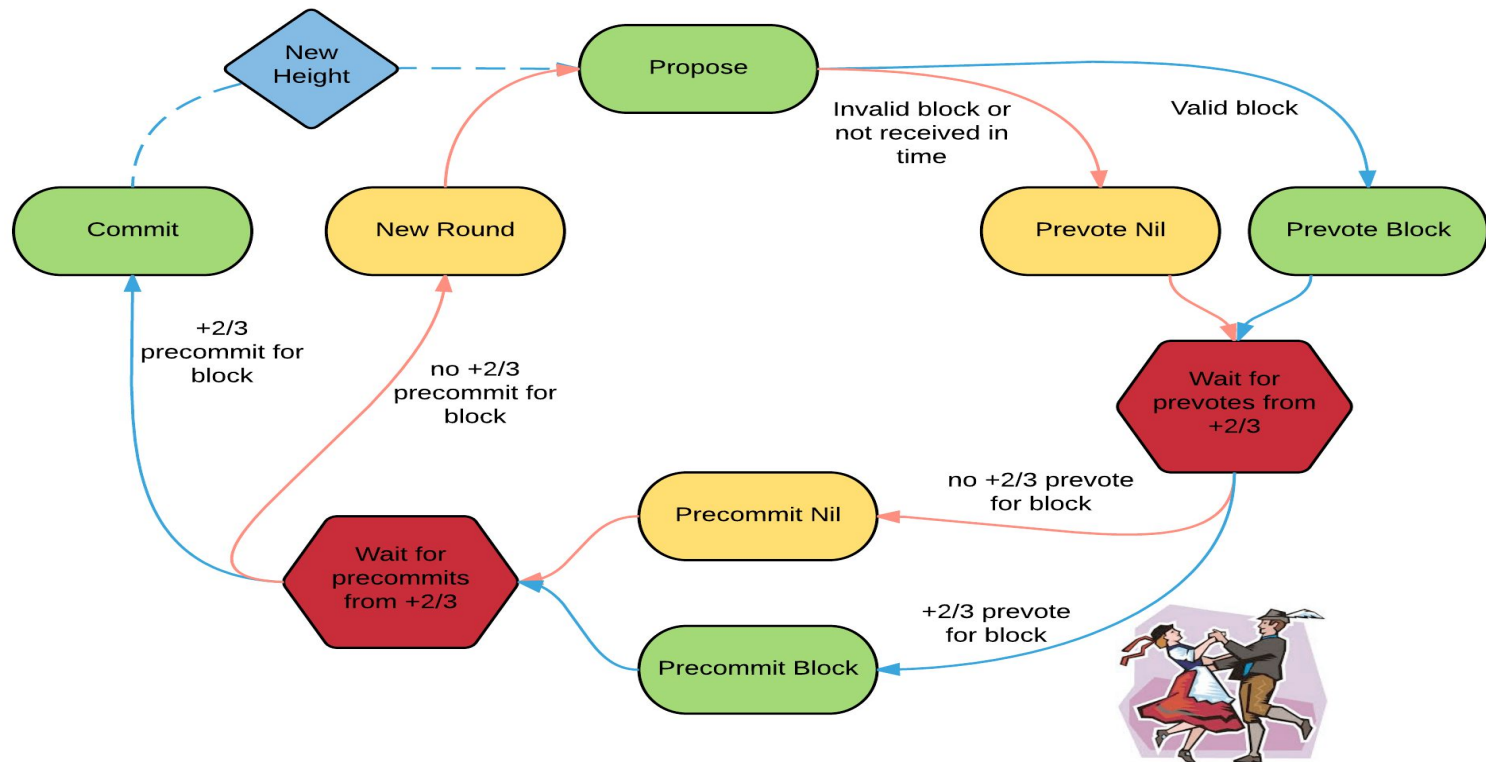 New
Height
Propose
Invalid block or
not received in
time
Valid block
Commit
New Round
Prevote Nil
Prevote Block
+2/3
precommit for
block
no +2/3
precommit for
block
Wait for
prevotes from
+2/3
no +2/3 prevote
for block
Precommit Nil
Wait for
precommits
from +2/3
+2/3 prevote
for block
Precommit Block